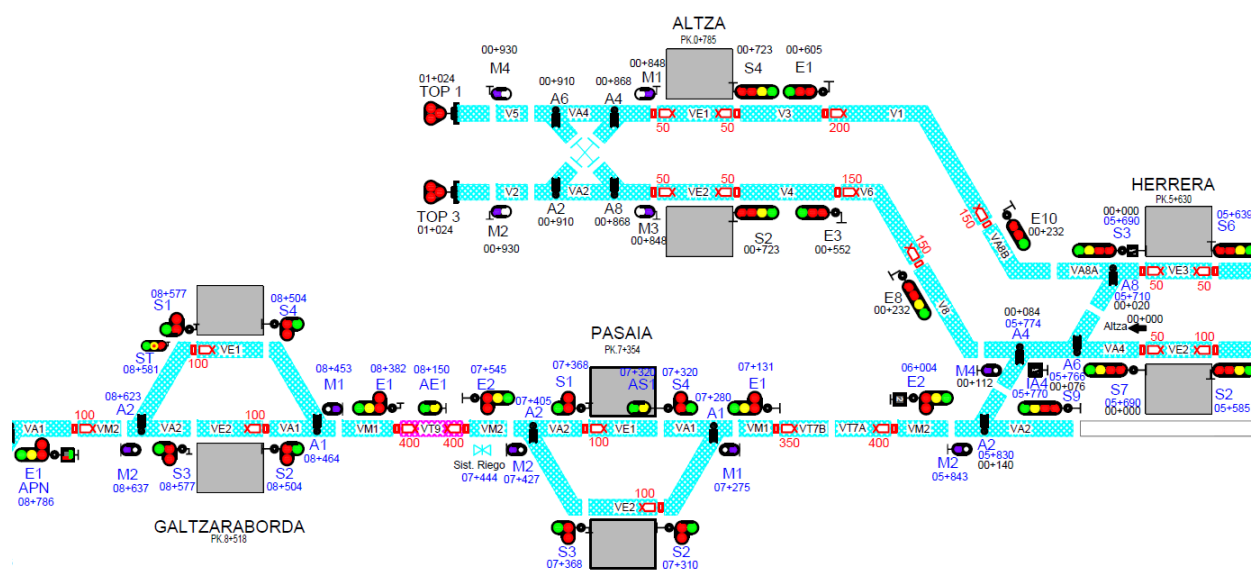 ALTZA
PK.0+785
00+930
M4
00+910
A6
00+868
A4
00+848
M1
00+723
S4
00+605
E1
01+024
TOP 1
V5
VA4
VE1
V3
V1
50
50
200
TOP 3
01+024
V2
VA2
VE2
V4
V6
50
50
150
M2
00+930
A2
00+910
A8
00+868
M3
00+848
S2
00+723
E3
00+552
150
150
E10
00+232
VA8B
E8
00+232
V8
HERRERA
PK.5+630
00+000
05+690
S3
05+639
S6
VA8A
VE3
50
50
A8
05+710
00+020
00+084
05+774
A4
Altza
00+000
VA4
VE2
50
100
M4
00+112
IA4
05+770
A6
05+766
00+076
S9
S7
05+690
00+000
S2
05+585
06+004
E2
VM2
VA2
A2
05+830
00+140
M2
05+843
08+577
S1
08+504
S4
ST
08+581
VE1
100
08+623
A2
08+453
M1
08+382
E1
08+150
AE1
07+545
E2
100
VA1
VM2
VA2
VE2
100
VA1
VM1
VT9
VM2
400
400
E1
APN
08+786
M2
08+637
S3
08+577
S2
08+504
A1
08+464
GALTZARABORDA
PK.8+518
Sist. Riego
07+444
PASAIA
PK.7+354
07+368
S1
07+405
A2
07+320
AS1
07+320
S4
07+280
A1
07+131
E1
VA2
VE1
VA1
VM1
VT7B
VT7A
100
350
400
M2
07+427
M1
07+275
VE2
100
S3
07+368
S2
07+310